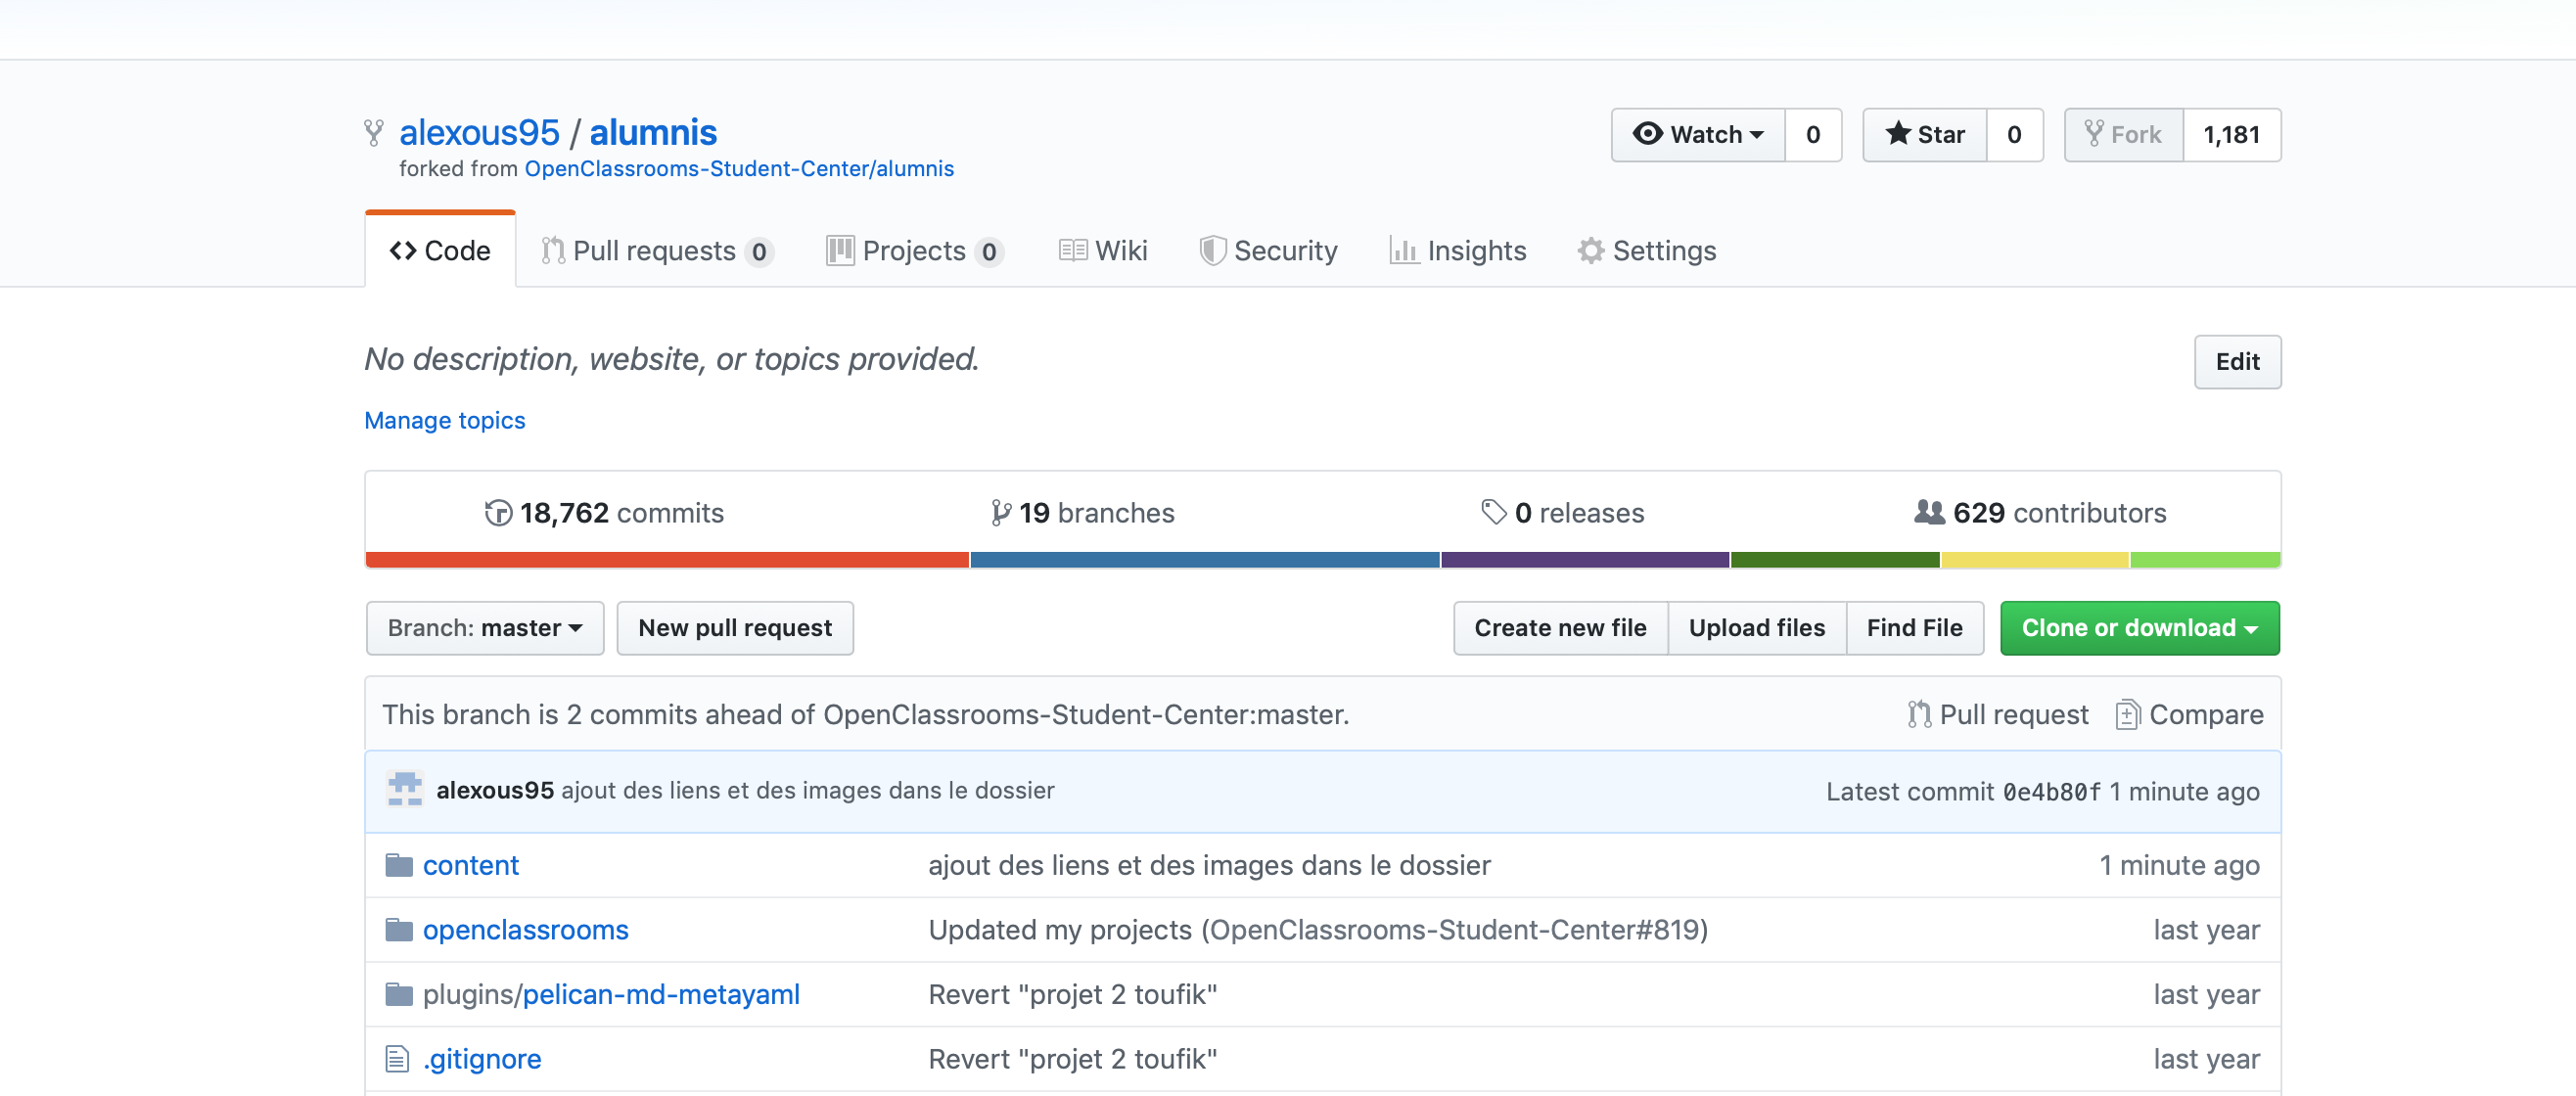 alexous95 / alumnis
Watch 0 Star 0 Fork 1,181
forked from OpenClassrooms-Student-Center/alumnis
Code Pull requests 0 Projects 0 Wiki Security Insights Settings
No description, website, or topics provided.
Edit
Manage topics
18,762 commits 19 branches 0 releases 629 contributors
Branch: master New pull request Create new file Upload files Find File Clone or download
This branch is 2 commits ahead of OpenClassrooms-Student-Center:master. Pull request Compare
alexous95 ajout des liens et des images dans le dossier Latest commit 0e4b80f 1 minute ago
content ajout des liens et des images dans le dossier 1 minute ago
openclassrooms Updated my projects (OpenClassrooms-Student-Center#819) last year
plugins/pelican-md-metayaml Revert "projet 2 toufik" last year
.gitignore Revert "projet 2 toufik" last year